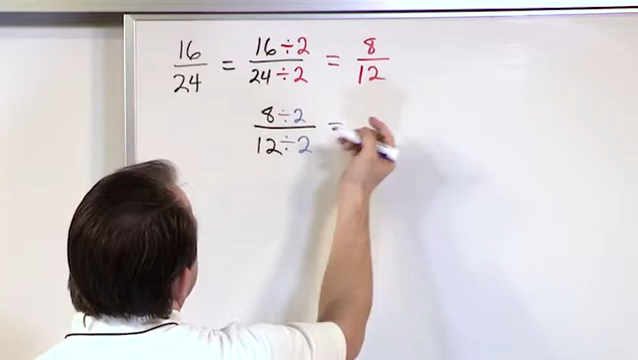 16/24 = 16÷2/24÷2 = 8/12
8÷2/12÷2 =